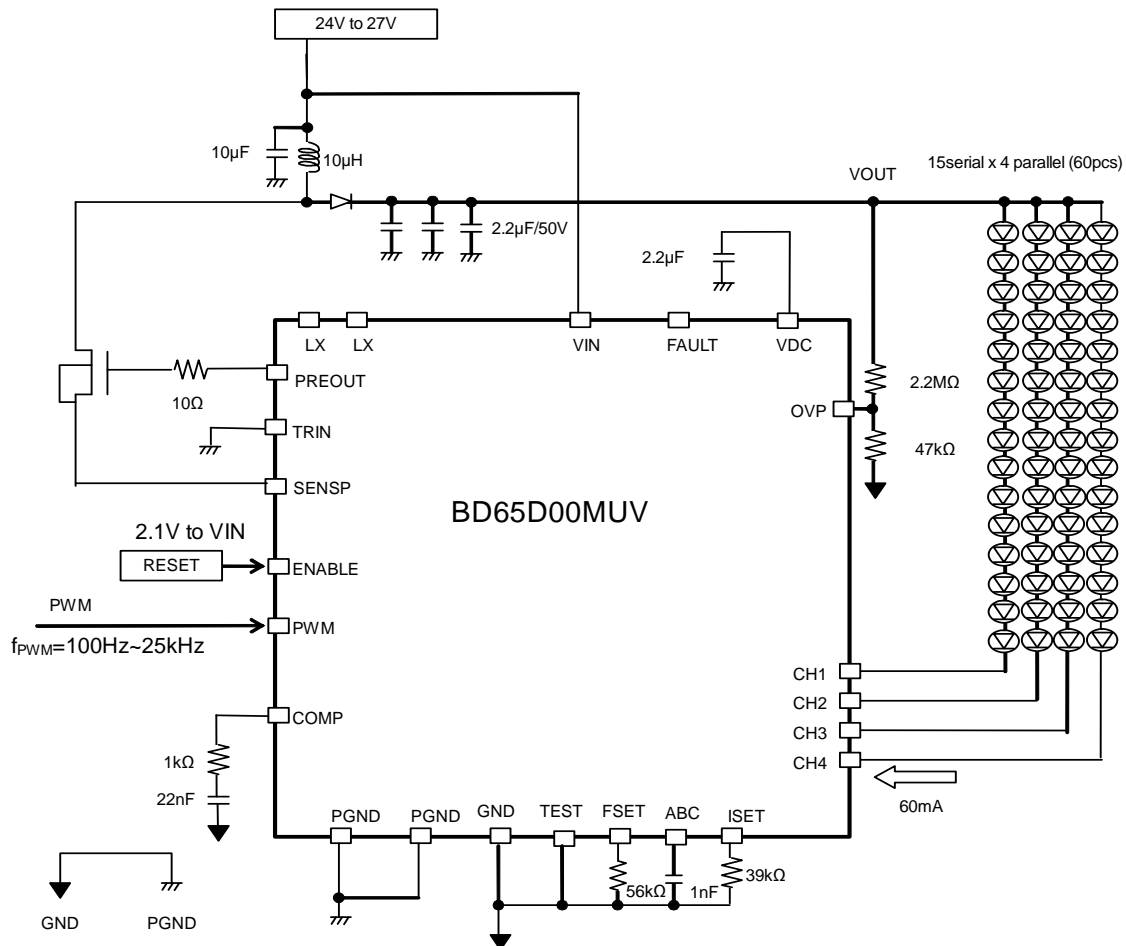 24V to 27V
10µF
10µH
VOUT
15serial x 4 parallel (60pcs)
2.2µF/50V
2.2µF
LX
LX
VIN
FAULT
VDC
PREOUT
10Ω
TRIN
SENSP
OVP
2.2MΩ
47kΩ
BD65D00MUV
2.1V to VIN
RESET
ENABLE
PWM
PWM
fPWM=100Hz~25kHz
COMP
1kΩ
22nF
CH1
CH2
CH3
CH4
60mA
PGND
PGND
GND
TEST
FSET
ABC
ISET
56kΩ
1nF
39kΩ
GND
PGND